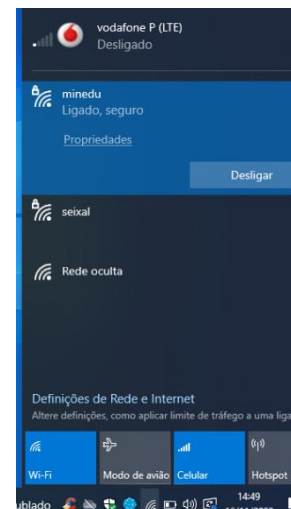 vodafone P (LTE)
Desligado
minedu
Ligado, seguro
Propriedades
Desligar
seixal
Rede oculta
Definições de Rede e Internet
Altere definições, como aplicar limite de tráfego a uma liga
Wi-Fi
Modo de avião
Celular
Hotspot
ublado
14:49